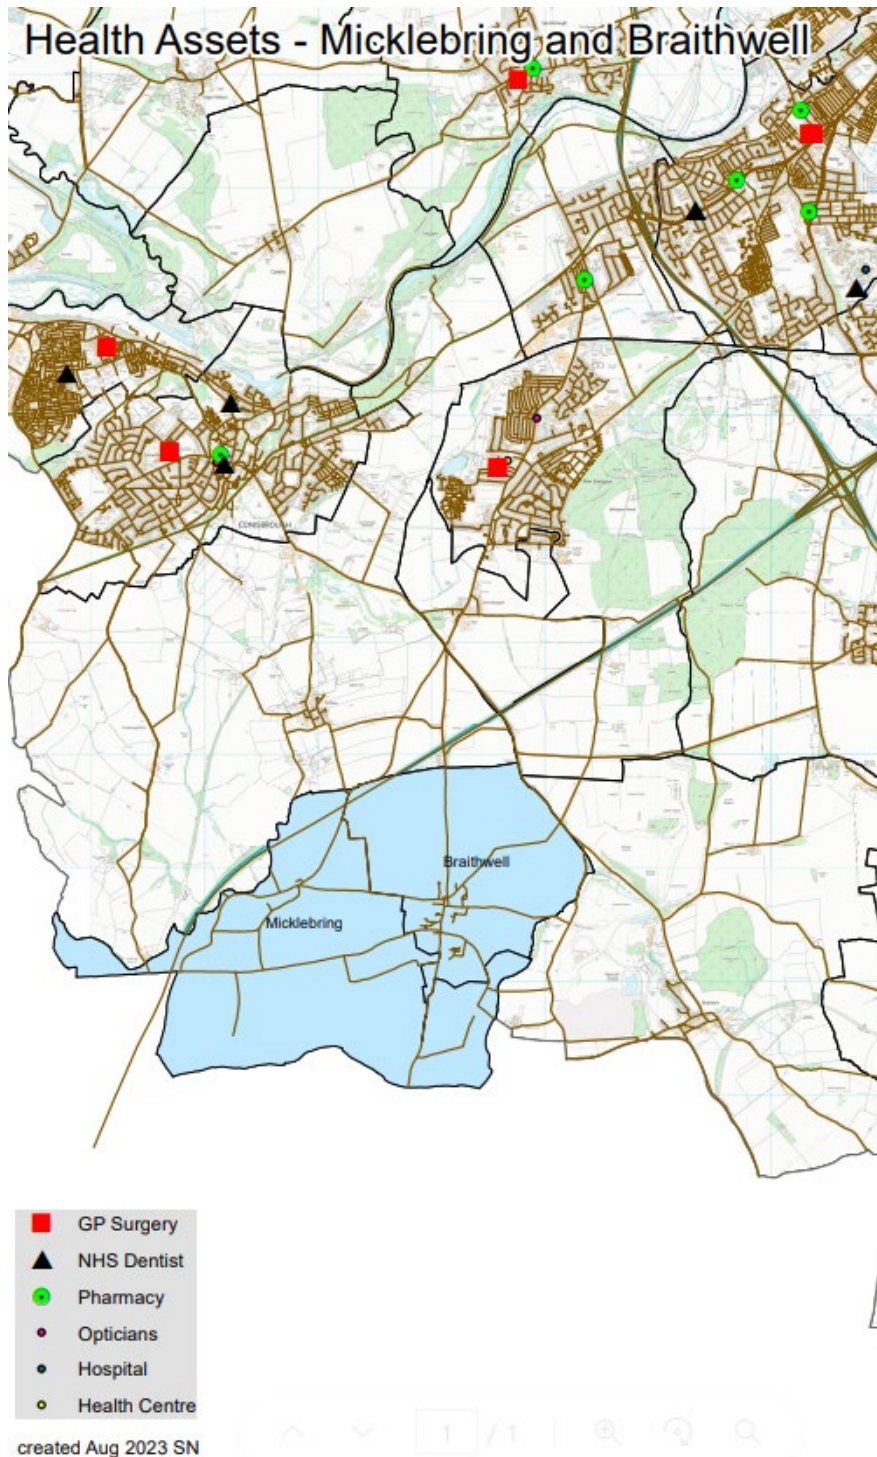 Health Assets - Micklebring and Braithwell
CONISBROUGH
Braithwell
Micklebring
GP Surgery
NHS Dentist
Pharmacy
Opticians
Hospital
Health Centre
created Aug 2023 SN
1 / 1